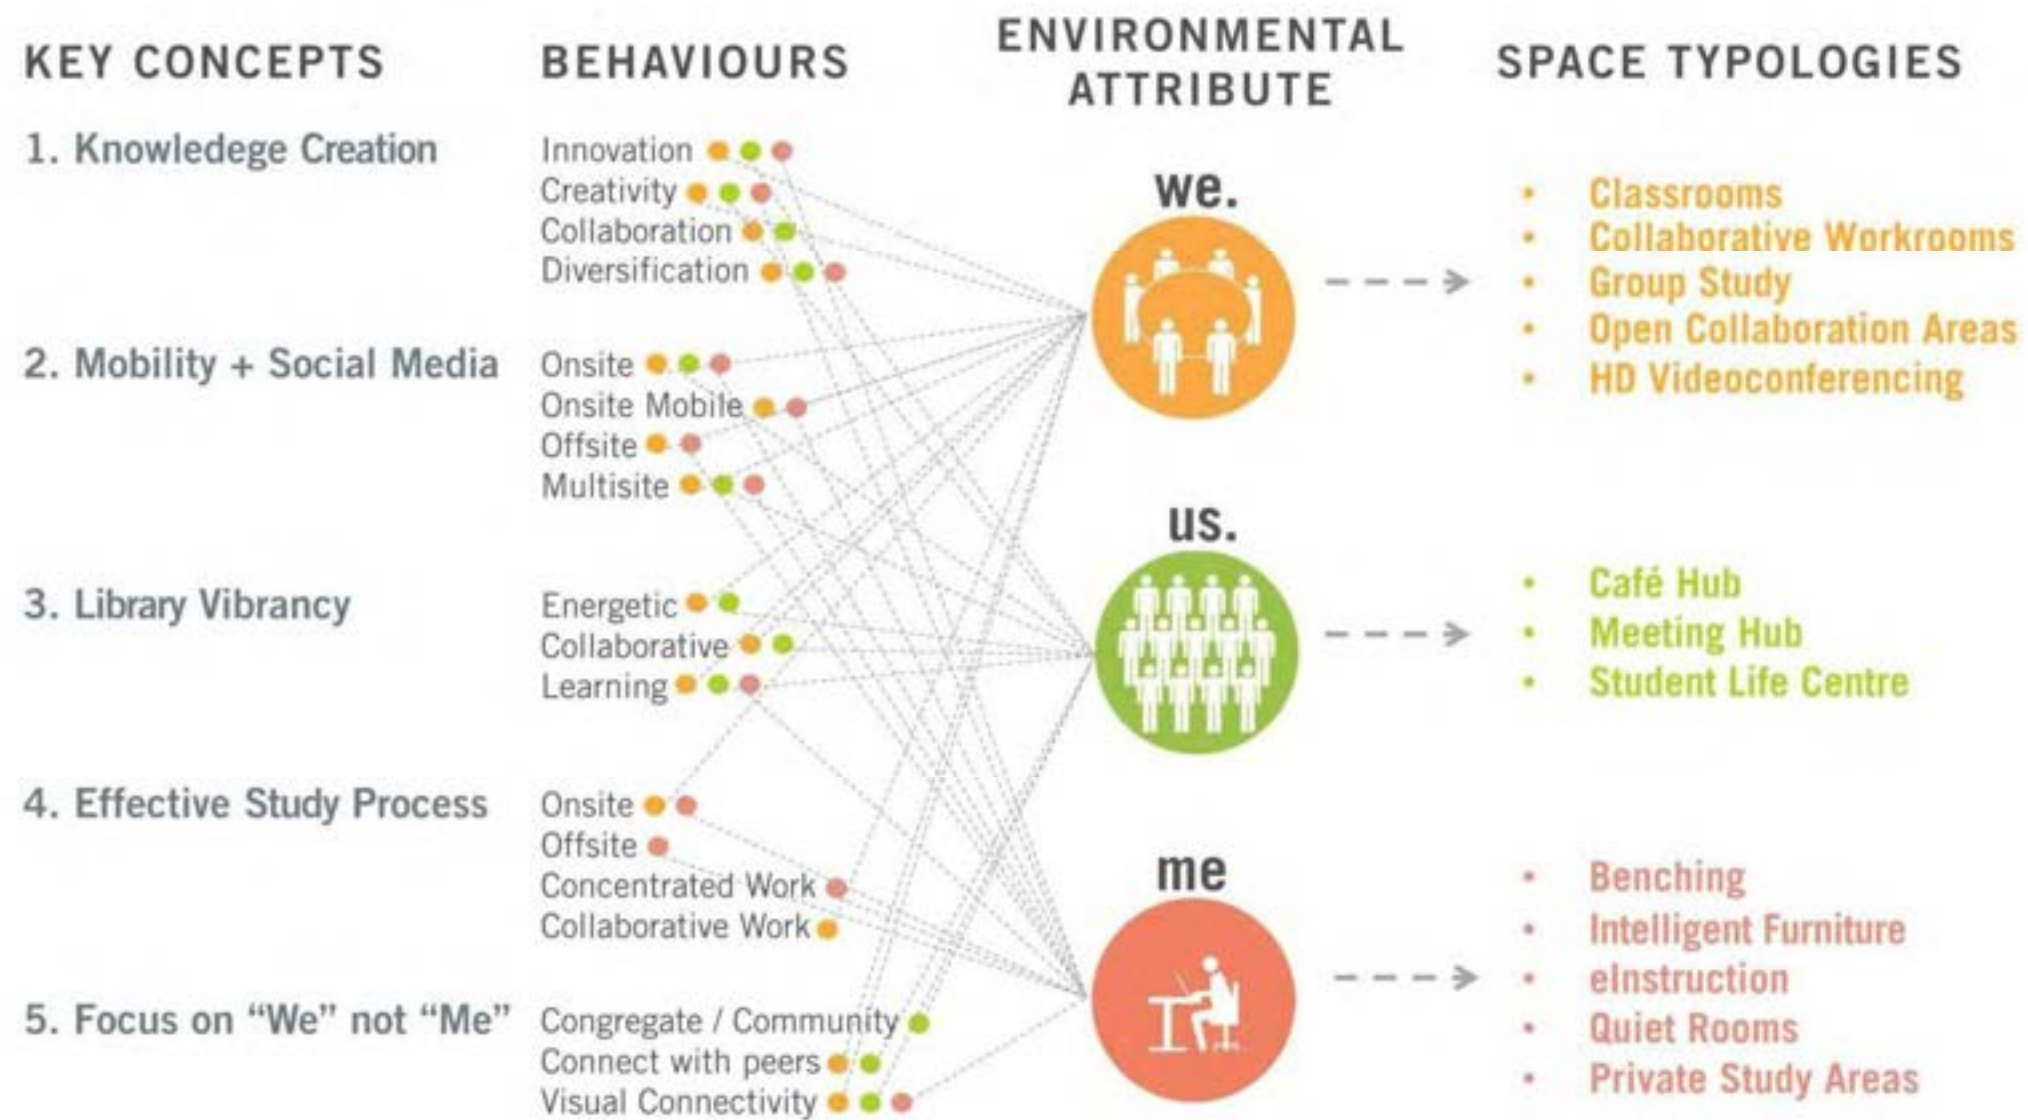 KEY CONCEPTS
1. Knowledege Creation
2. Mobility + Social Media
3. Library Vibrancy
4. Effective Study Process
5. Focus on “We” not “Me”
BEHAVIOURS
Innovation
Creativity
Collaboration
Diversification
Onsite
Onsite Mobile
Offsite
Multisite
Energetic
Collaborative
Learning
Onsite
Offsite
Concentrated Work
Collaborative Work
Congregate / Community
Connect with peers
Visual Connectivity
ENVIRONMENTAL
ATTRIBUTE
we.
us.
me
SPACE TYPOLOGIES
• Classrooms
• Collaborative Workrooms
• Group Study
• Open Collaboration Areas
• HD Videoconferencing
• Café Hub
• Meeting Hub
• Student Life Centre
• Benching
• Intelligent Furniture
• eInstruction
• Quiet Rooms
• Private Study Areas